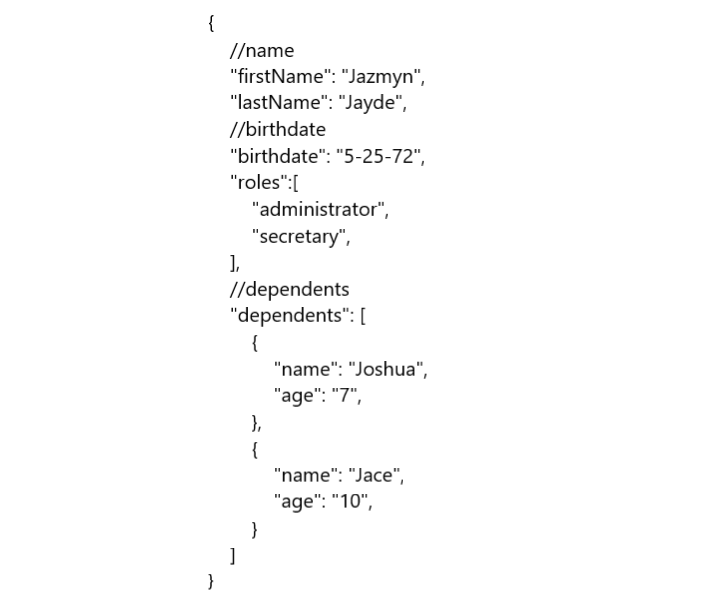 {
//name
"firstName": "Jazmyn",
"lastName": "Jayde",
//birthdate
"birthdate": "5-25-72",
"roles":[
"administrator",
"secretary",
],
//dependents
"dependents": [
{
"name": "Joshua",
"age": "7",
},
{
"name": "Jace",
"age": "10",
}
]
}